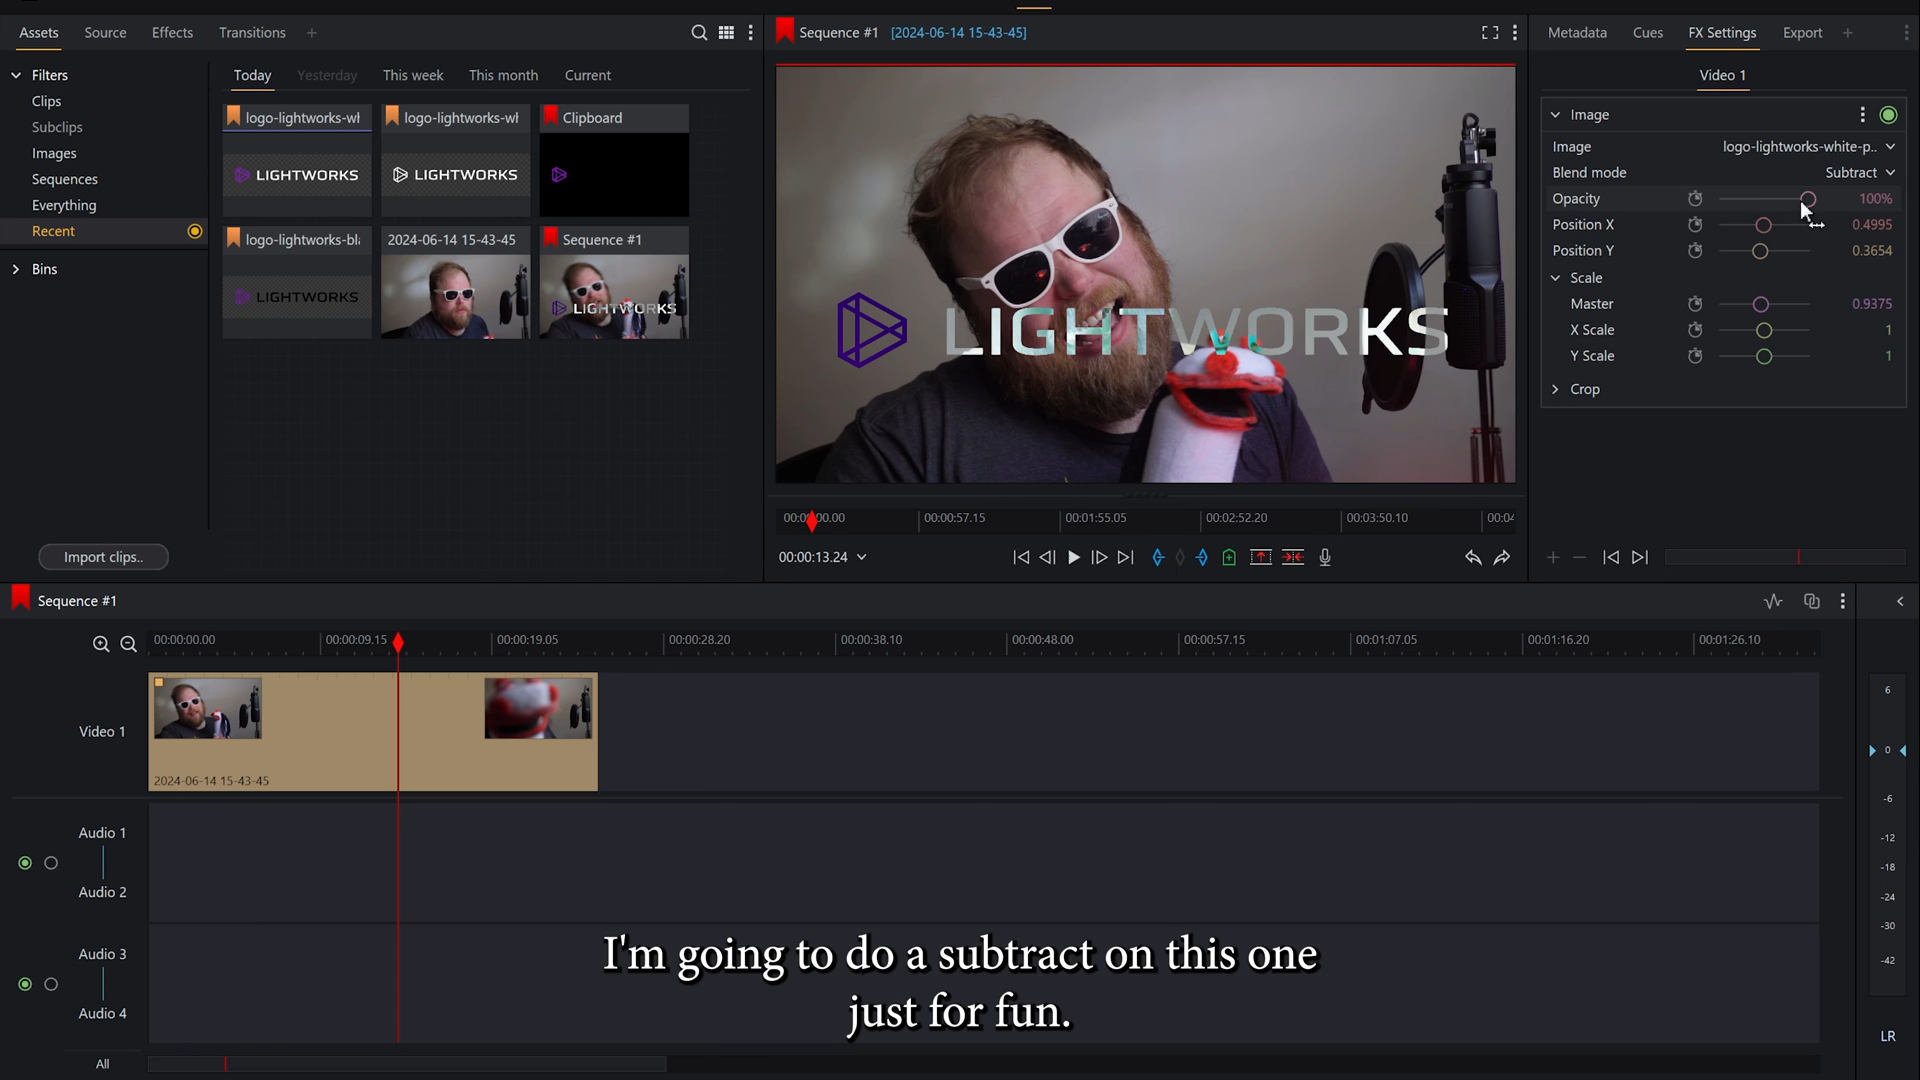 Assets Source Effects Transitions
Filters
Clips
Subclips
Images
Sequences
Everything
Recent
Bins
Import clips..
Today Yesterday This week This month Current
logo-lightworks-wl logo-lightworks-wl Clipboard
LIGHTWORKS LIGHTWORKS
logo-lightworks-bl 2024-06-14 15-43-45 Sequence #1
LIGHTWORKS LIGHTWORKS
Sequence #1 [2024-06-14 15-43-45]
LIGHTWORKS
00:00:57.15 00:01:55.05 00:02:52.20 00:03:50.10
00:00:13.24
Metadata Cues FX Settings Export
Video 1
Image
Image logo-lightworks-white-p..
Blend mode Subtract
Opacity 100%
Position X 0.4995
Position Y 0.3654
Scale
Master 0.9375
X Scale 1
Y Scale 1
Crop
Sequence #1
00:00:00.00 00:00:09.15 00:00:19.05 00:00:28.20 00:00:38.10 00:00:48.00 00:00:57.15 00:01:07.05 00:01:16.20 00:01:26.10
Video 1
2024-06-14 15-43-45
Audio 1
Audio 2
Audio 3
Audio 4
All
6
0
-6
-12
-18
-24
-30
-42
LR
I'm going to do a subtract on this one
just for fun.